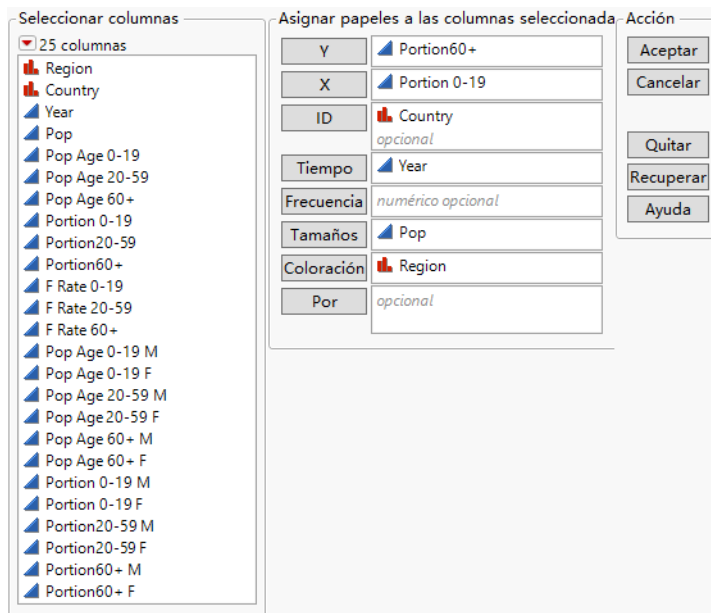 Seleccionar columnas
25 columnas
Region
Country
Year
Pop
Pop Age 0-19
Pop Age 20-59
Pop Age 60+
Portion 0-19
Portion20-59
Portion60+
F Rate 0-19
F Rate 20-59
F Rate 60+
Pop Age 0-19 M
Pop Age 0-19 F
Pop Age 20-59 M
Pop Age 20-59 F
Pop Age 60+ M
Pop Age 60+ F
Portion 0-19 M
Portion 0-19 F
Portion20-59 M
Portion20-59 F
Portion60+ M
Portion60+ F
Asignar papeles a las columnas seleccionada
Y Portion60+
X Portion 0-19
ID Country
opcional
Tiempo Year
Frecuencia numérico opcional
Tamaños Pop
Coloración Region
Por opcional
Acción
Aceptar
Cancelar
Quitar
Recuperar
Ayuda